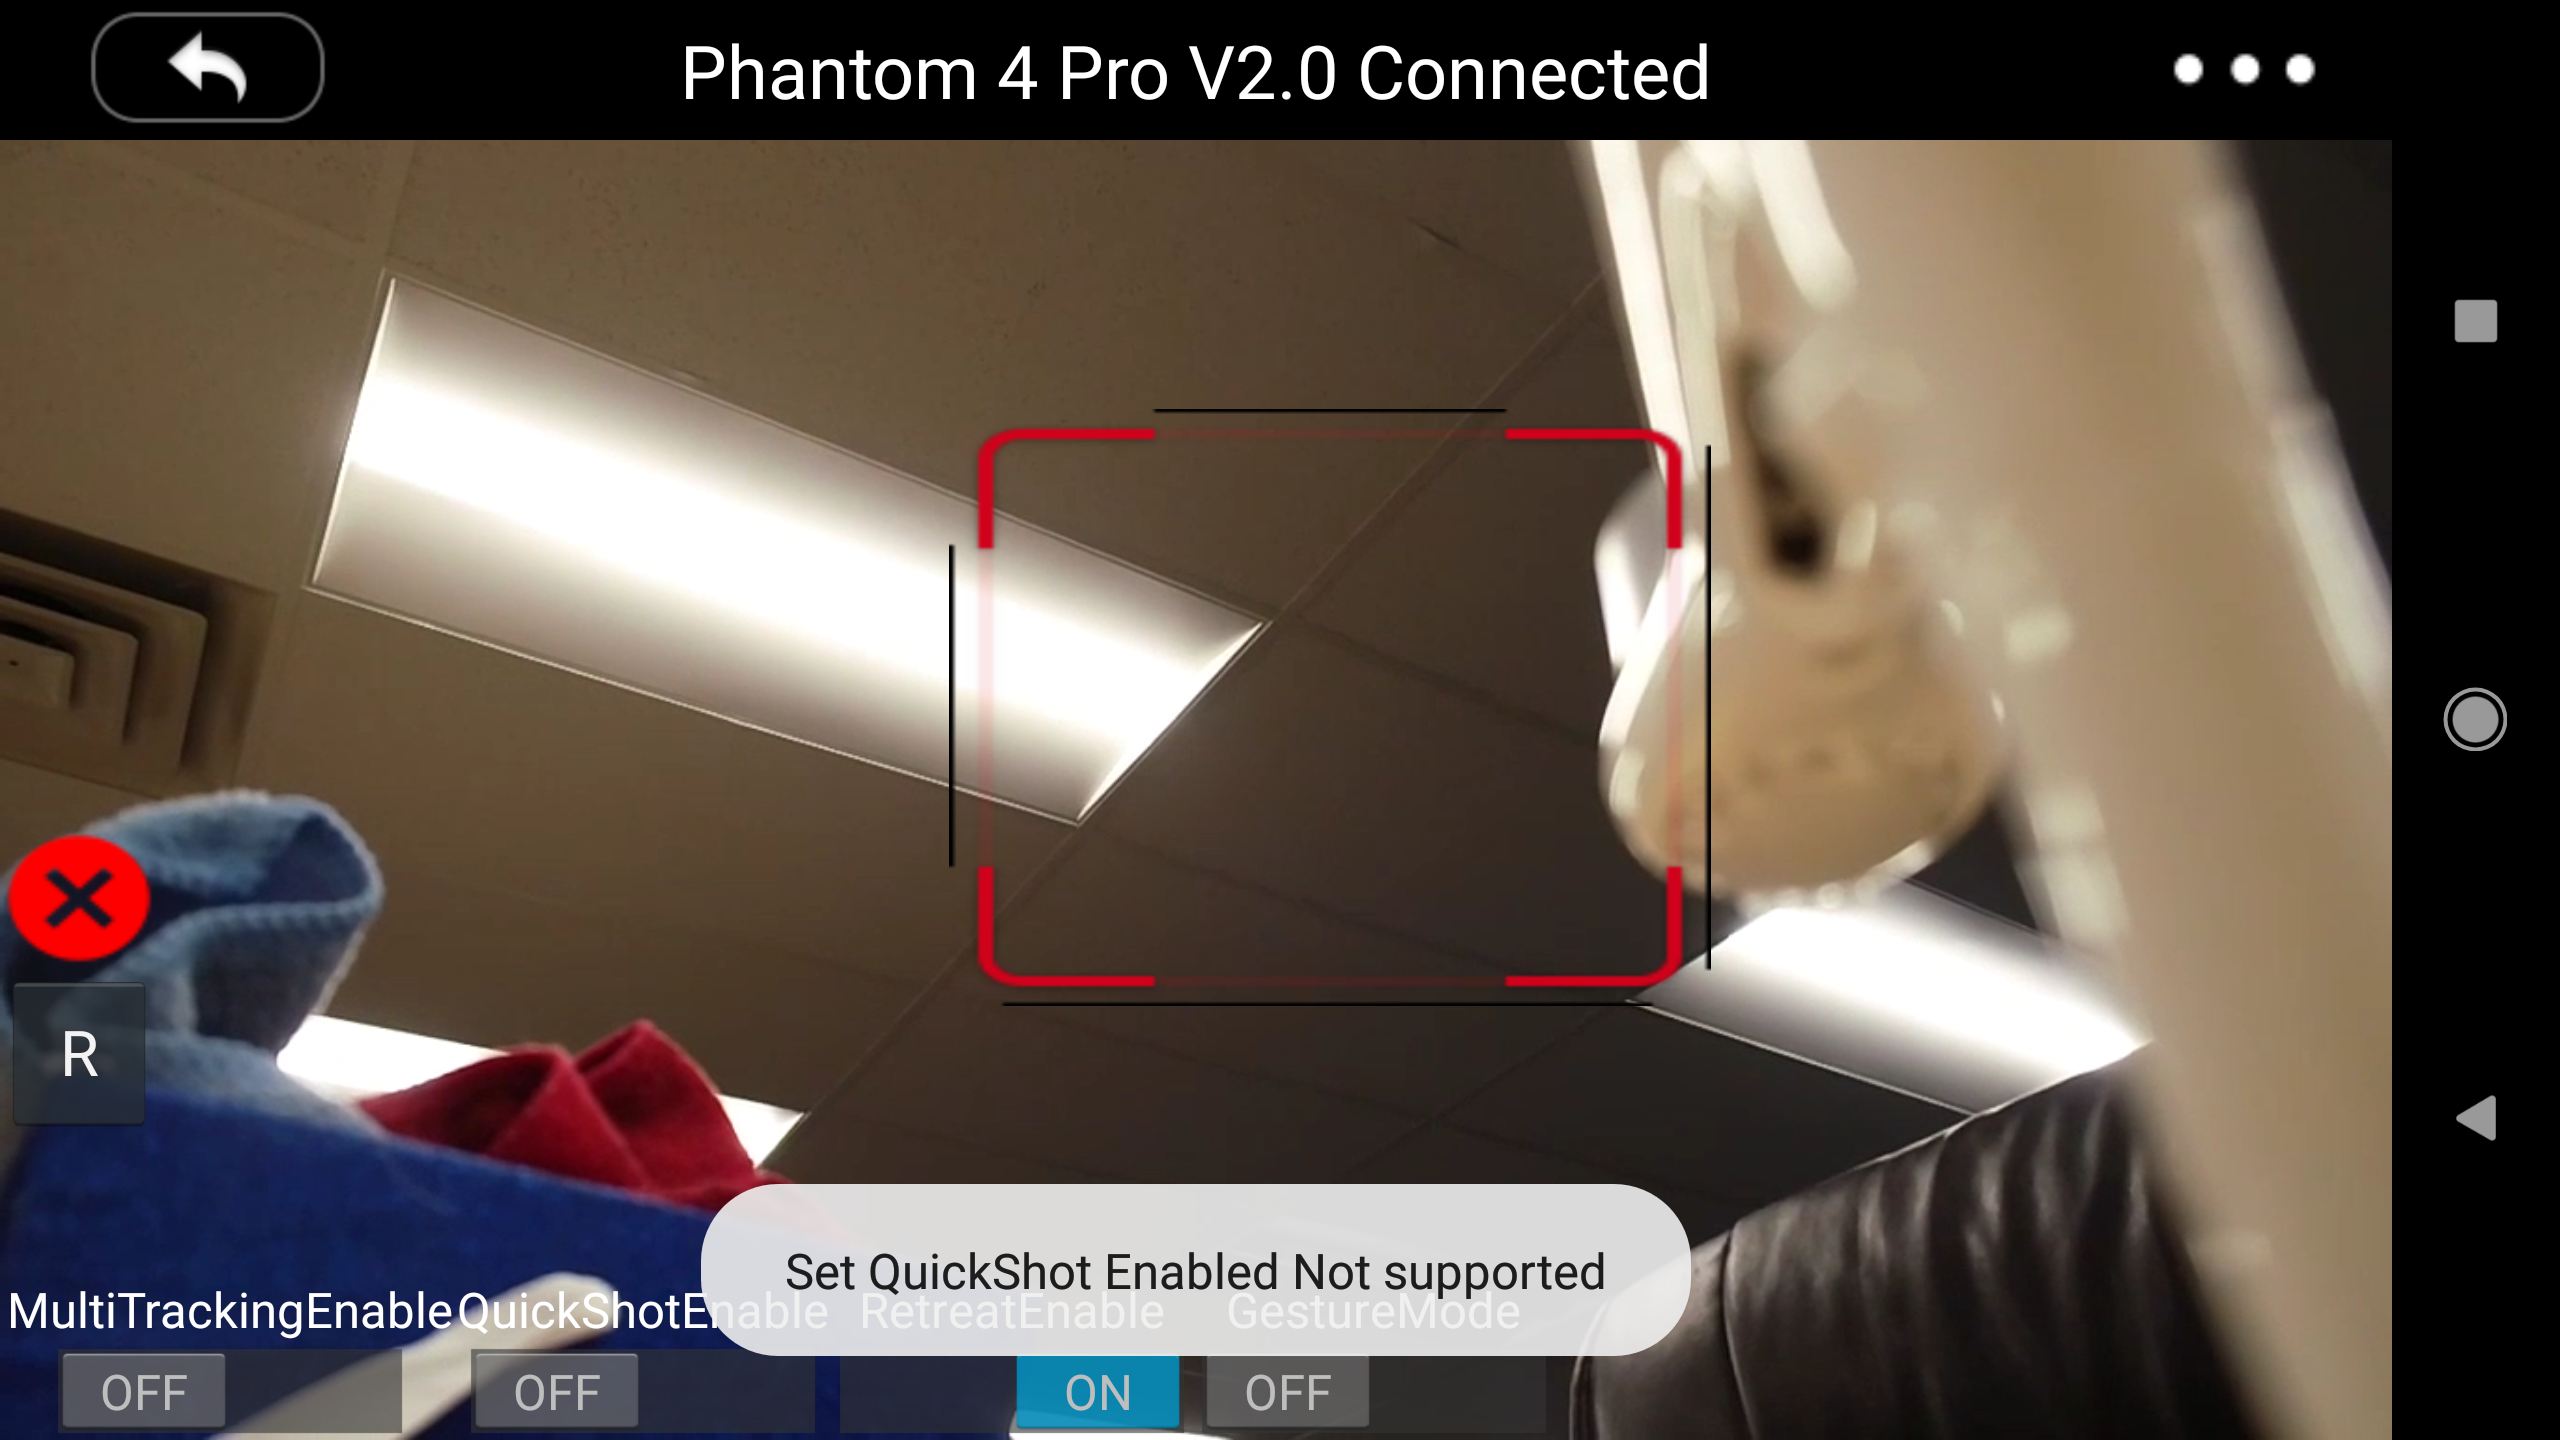 Phantom 4 Pro V2.0 Connected
R
Set QuickShot Enabled Not supported
MultiTrackingEnable QuickShotEnable RetreatEnable GestureMode
OFF OFF ON OFF